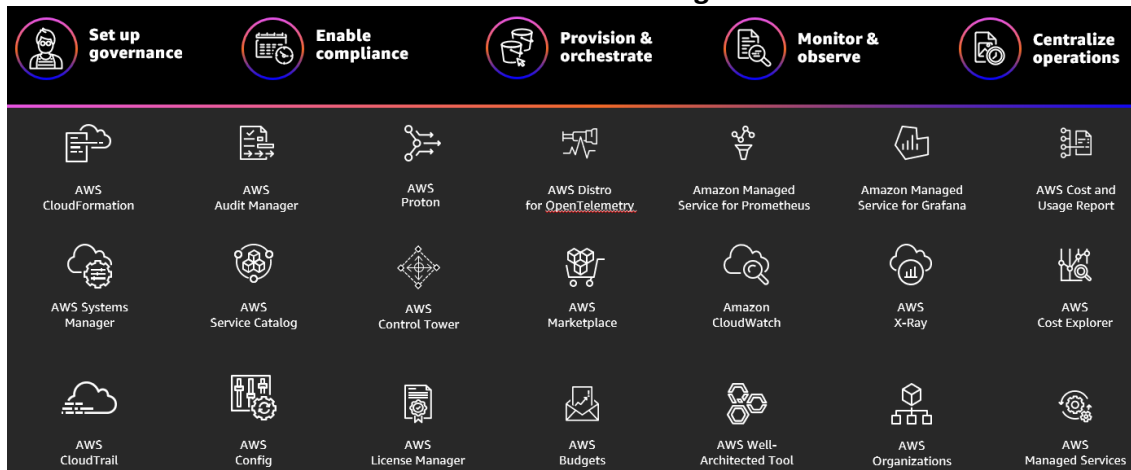 Set up
governance
Enable
compliance
Provision &
orchestrate
Monitor &
observe
Centralize
operations
AWS
CloudFormation
AWS
Audit Manager
AWS
Proton
AWS Distro
for OpenTelemetry
Amazon Managed
Service for Prometheus
Amazon Managed
Service for Grafana
AWS Cost and
Usage Report
AWS Systems
Manager
AWS
Service Catalog
AWS
Control Tower
AWS
Marketplace
Amazon
CloudWatch
AWS
X-Ray
AWS
Cost Explorer
AWS
CloudTrail
AWS
Config
AWS
License Manager
AWS
Budgets
AWS Well-
Architected Tool
AWS
Organizations
AWS
Managed Services